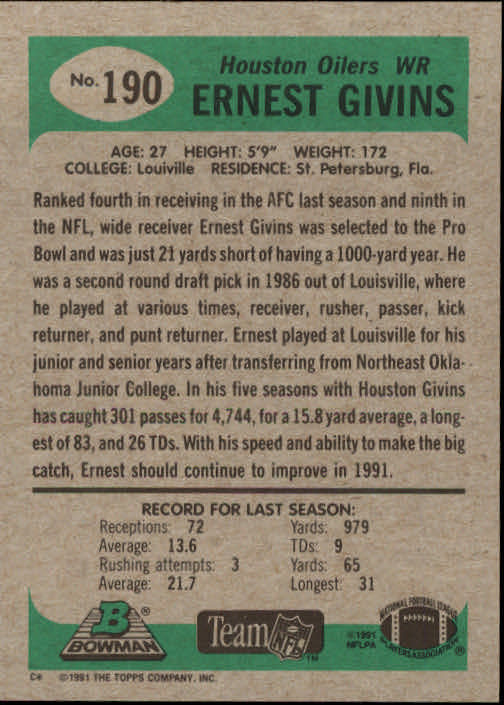 No. 190
Houston Oilers WR
ERNEST GIVINS
AGE: 27 HEIGHT: 5'9" WEIGHT: 172
COLLEGE: Louiville RESIDENCE: St. Petersburg, Fla.
Ranked fourth in receiving in the AFC last season and ninth in
the NFL, wide receiver Ernest Givins was selected to the Pro
Bowl and was just 21 yards short of having a 1000-yard year. He
was a second round draft pick in 1986 out of Louisville, where
he played at various times, receiver, rusher, passer, kick
returner, and punt returner. Ernest played at Louisville for his
junior and senior years after transferring from Northeast Okla-
homa Junior College. In his five seasons with Houston Givins
has caught 301 passes for 4,744, for a 15.8 yard average, a long-
est of 83, and 26 TDs. With his speed and ability to make the big
catch, Ernest should continue to improve in 1991.
RECORD FOR LAST SEASON:
Receptions: 72 Yards: 979
Average: 13.6 TDs: 9
Rushing attempts: 3 Yards: 65
Average: 21.7 Longest: 31
B ®
BOWMAN
Team NFL ™
© 1991
NFLPA
NATIONAL FOOTBALL LEAGUE
PLAYERS ASSOCIATION ®
C* © 1991 THE TOPPS COMPANY, INC.